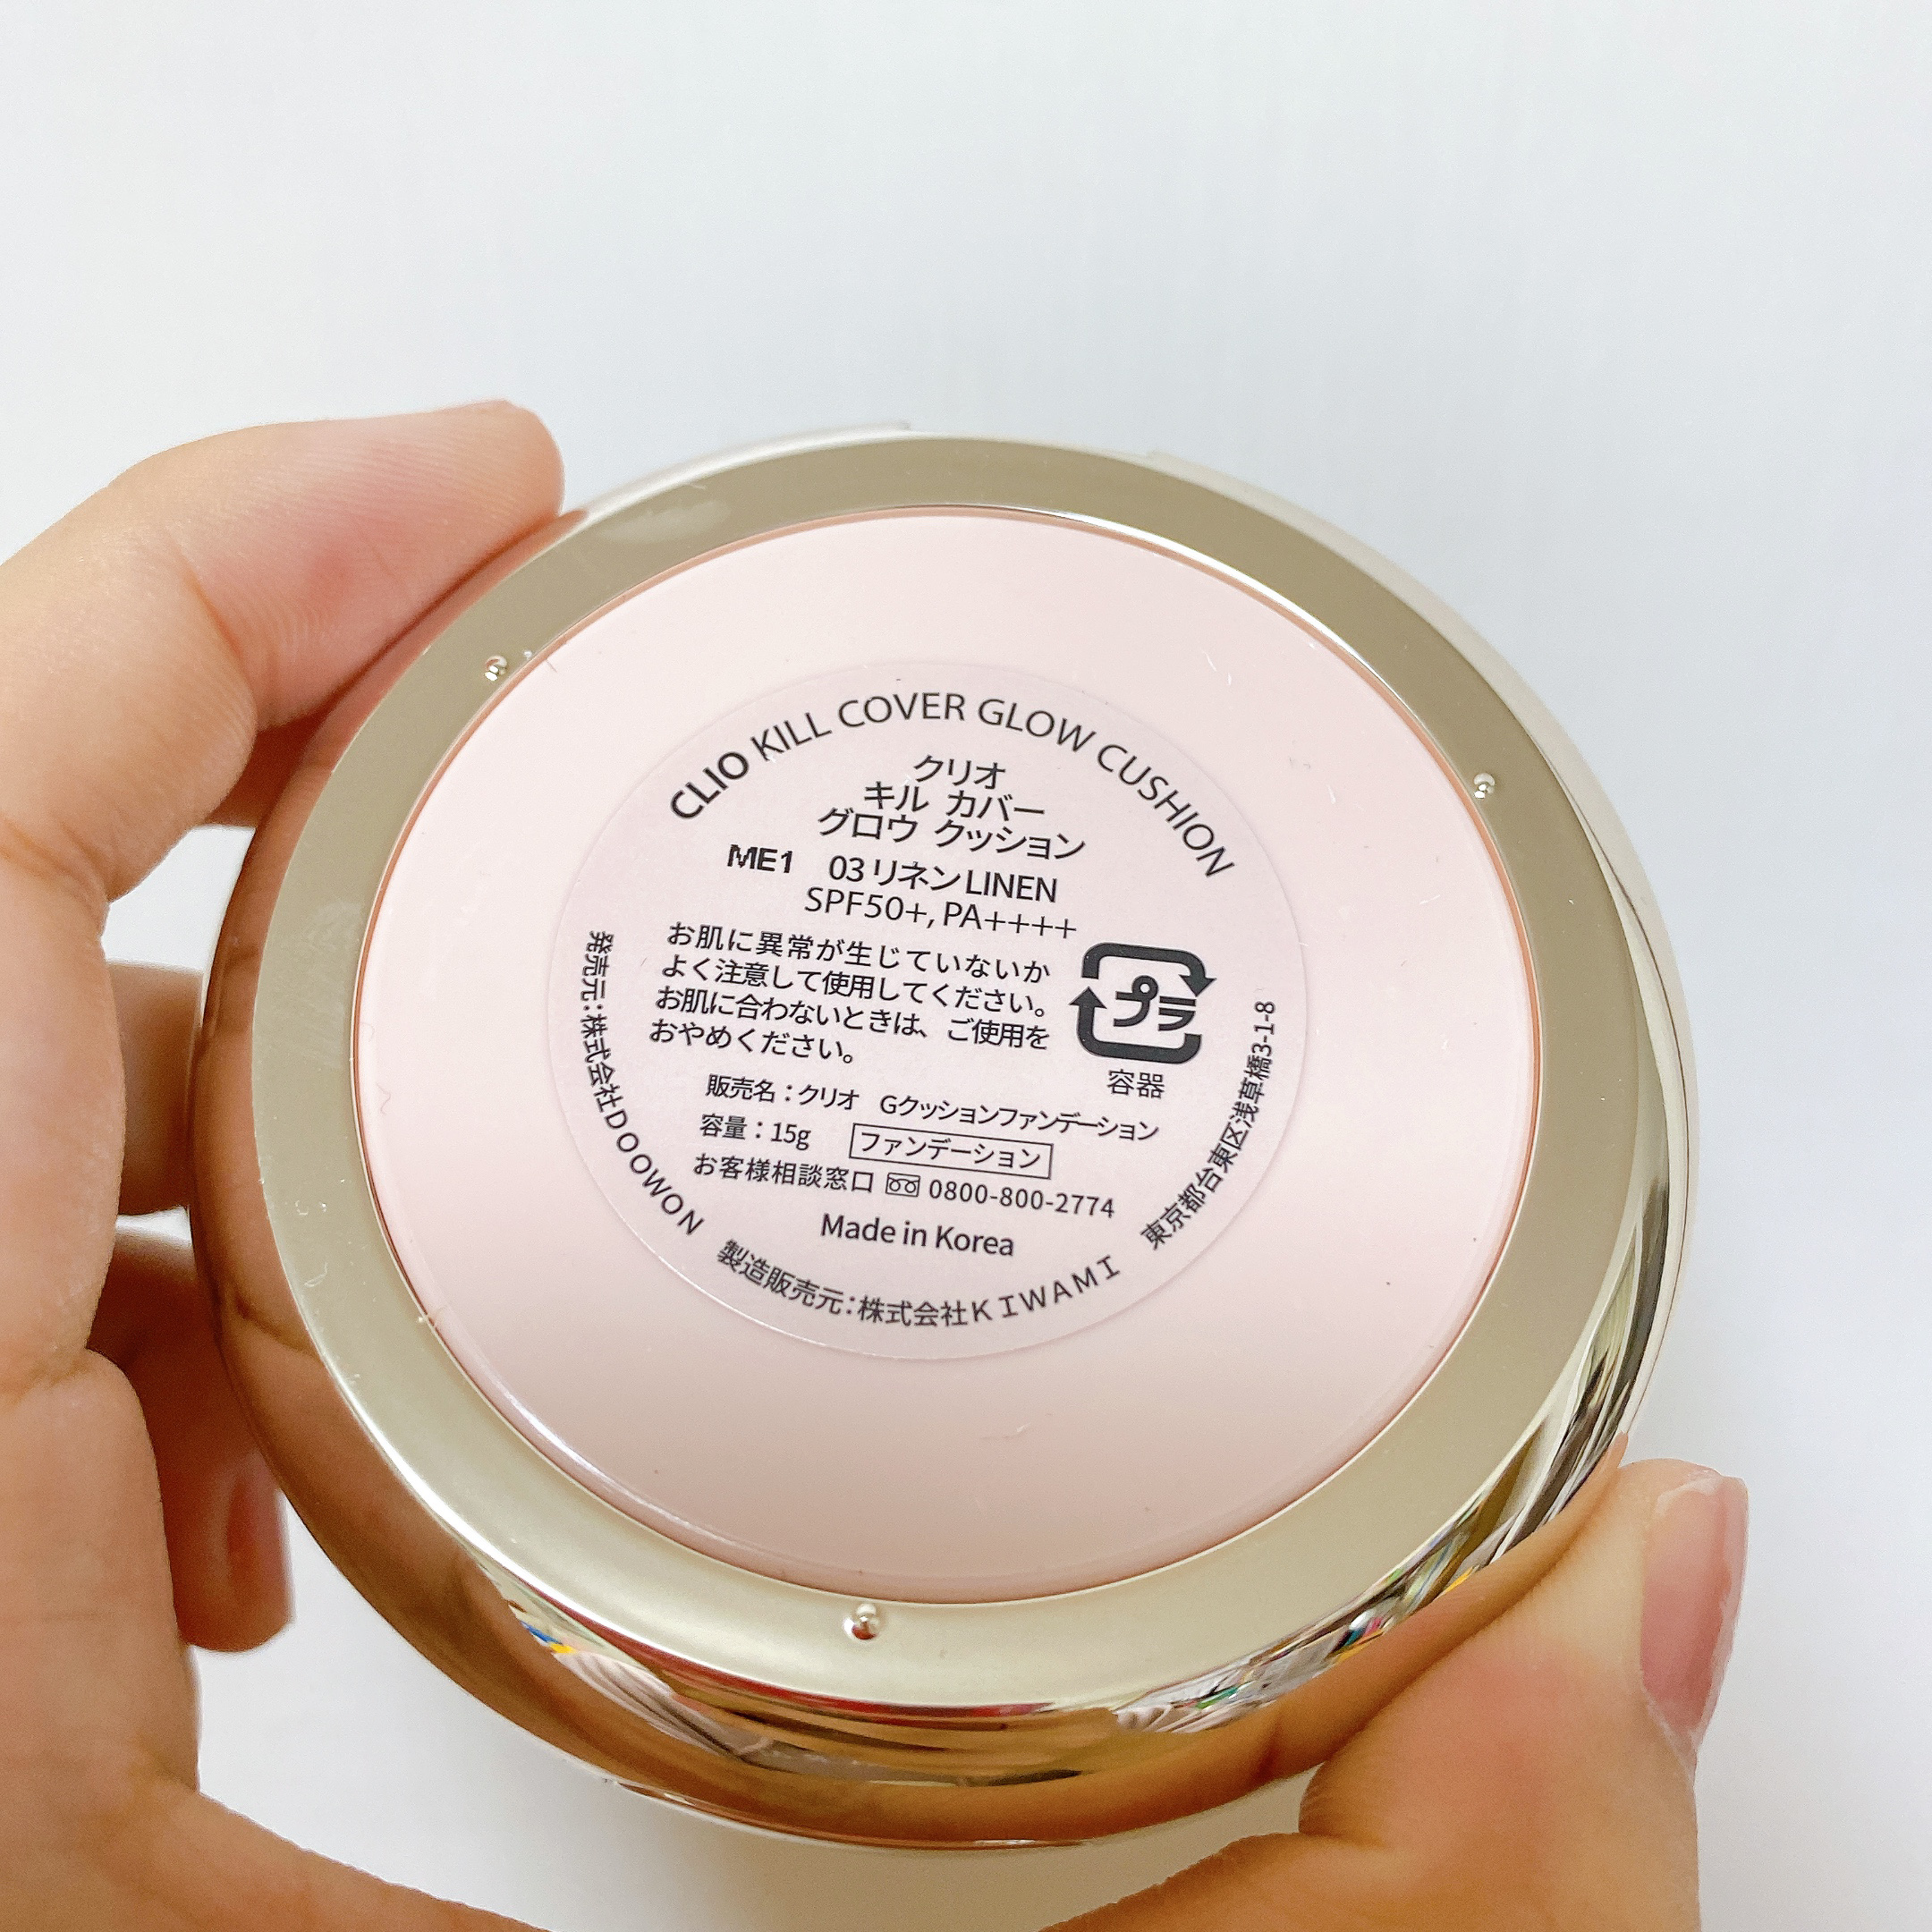 CLIO KILL COVER GLOW CUSHION
クリオ
キル カバー
グロウ クッション
ME1 03 リネン LINEN
SPF50+, PA++++
お肌に異常が生じていないか
よく注意して使用してください。
お肌に合わないときは、ご使用を
おやめください。
プラ
容器
販売名：クリオ Gクッションファンデーション
容量：15g ファンデーション
お客様相談窓口 0800-800-2774
Made in Korea
発売元：株式会社DOOWON
製造販売元：株式会社KIWAMI
東京都台東区浅草橋3-1-8